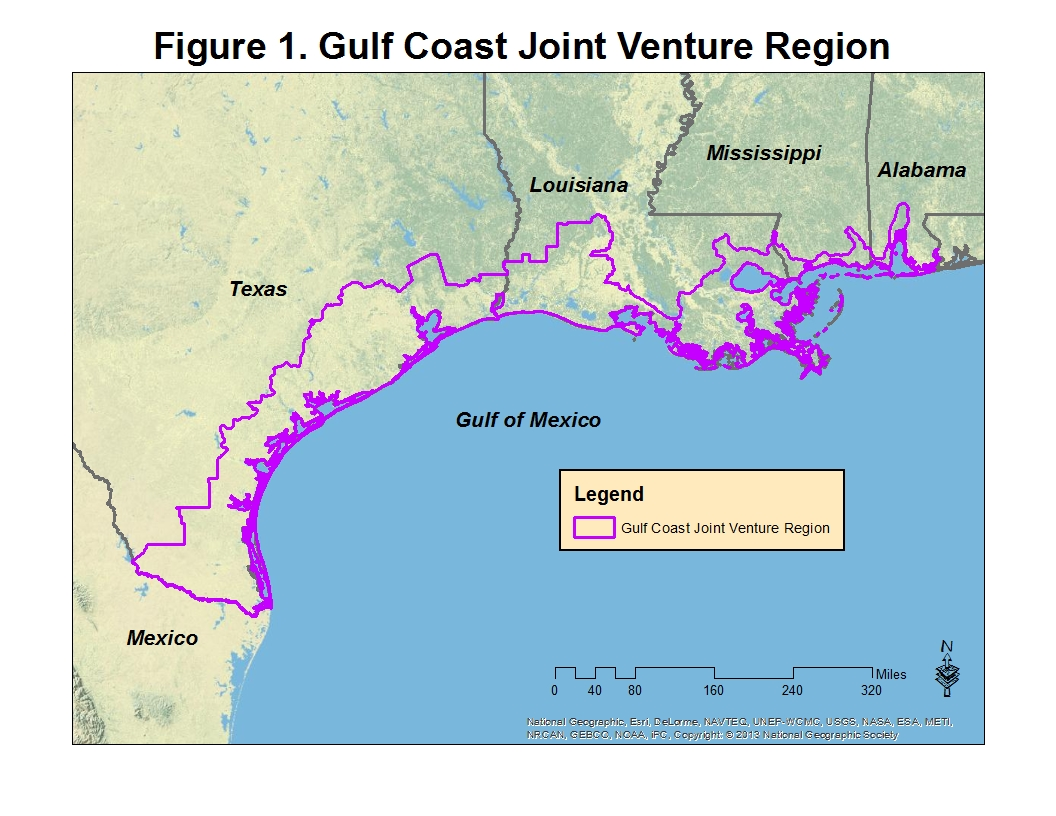 Figure 1. Gulf Coast Joint Venture Region
Mississippi
Alabama
Louisiana
Texas
Gulf of Mexico
Legend
Gulf Coast Joint Venture Region
Mexico
N
Miles
0 40 80 160 240 320
National Geographic, Esri, DeLorme, NAVTEQ, UNEP-WCMC, USGS, NASA, ESA, METI,
NRCAN, GEBCO, NOAA, iPC, Copyright: © 2013 National Geographic Society